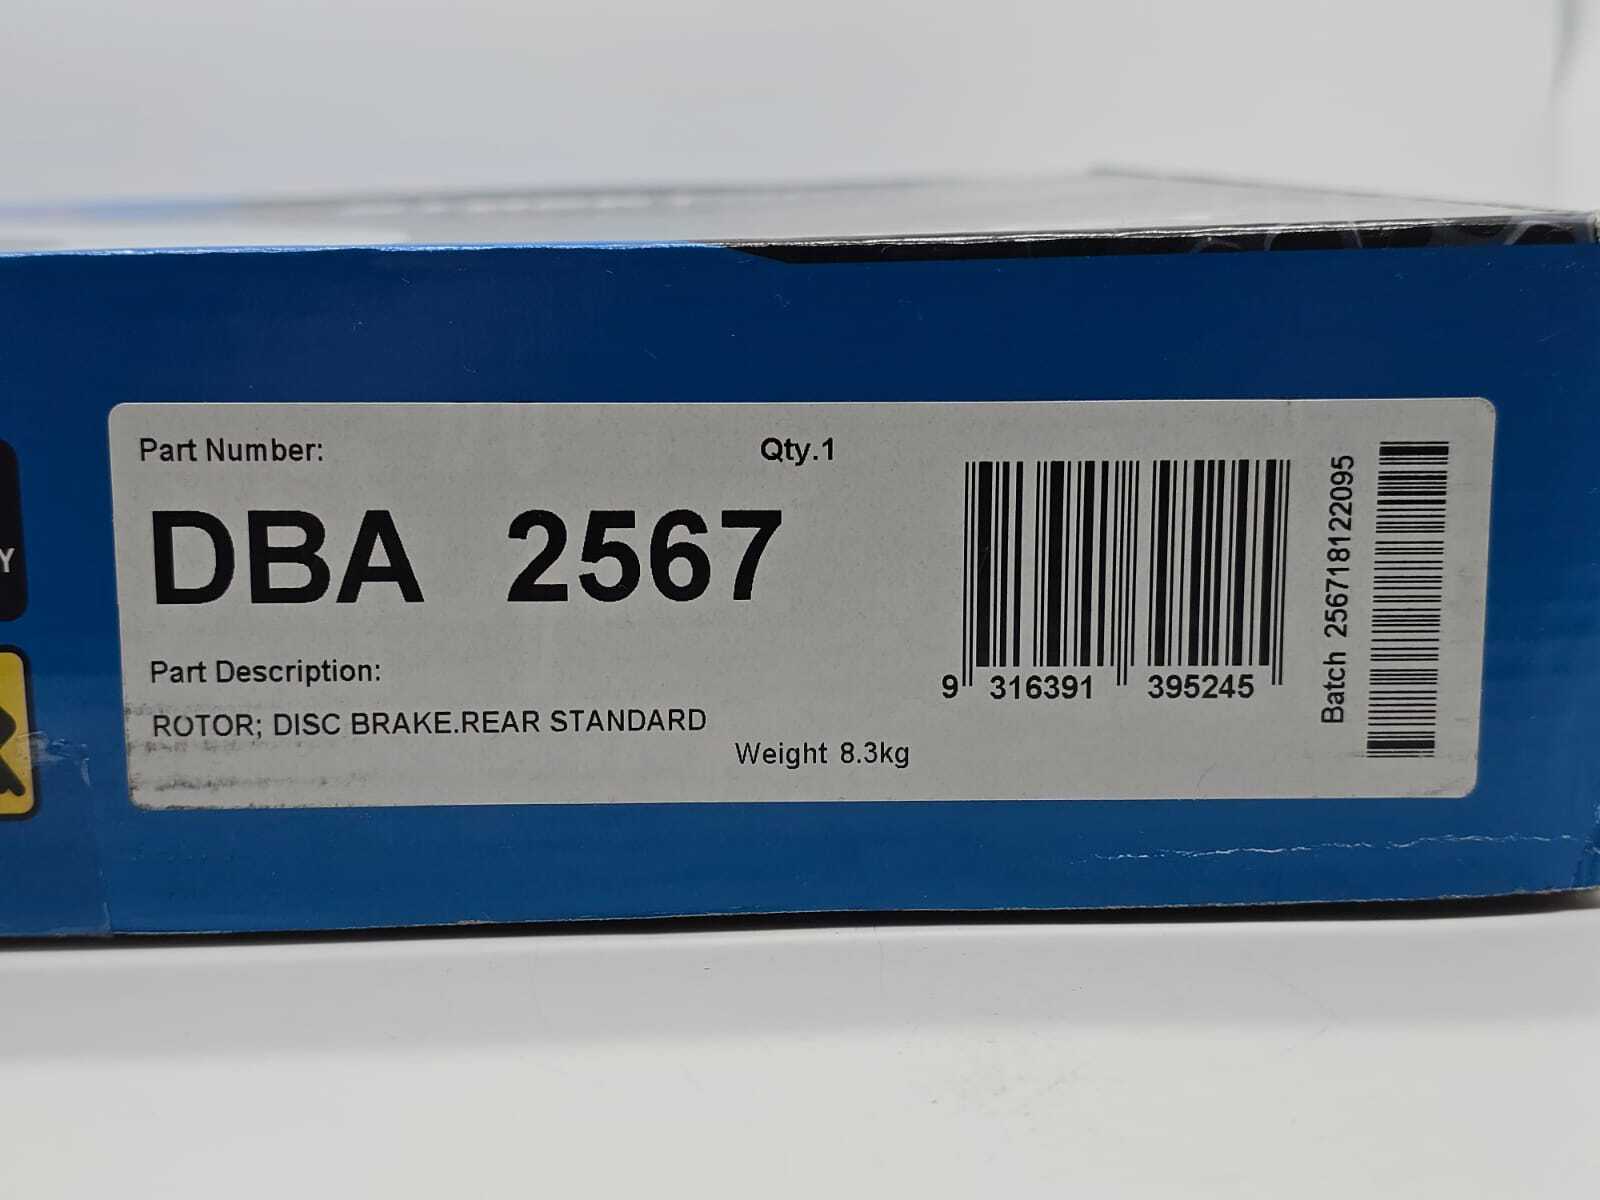 Part Number:
Qty.1
DBA 2567
Part Description:
ROTOR; DISC BRAKE.REAR STANDARD
Weight 8.3kg
9 316391 395245
Batch 256718122095
Y